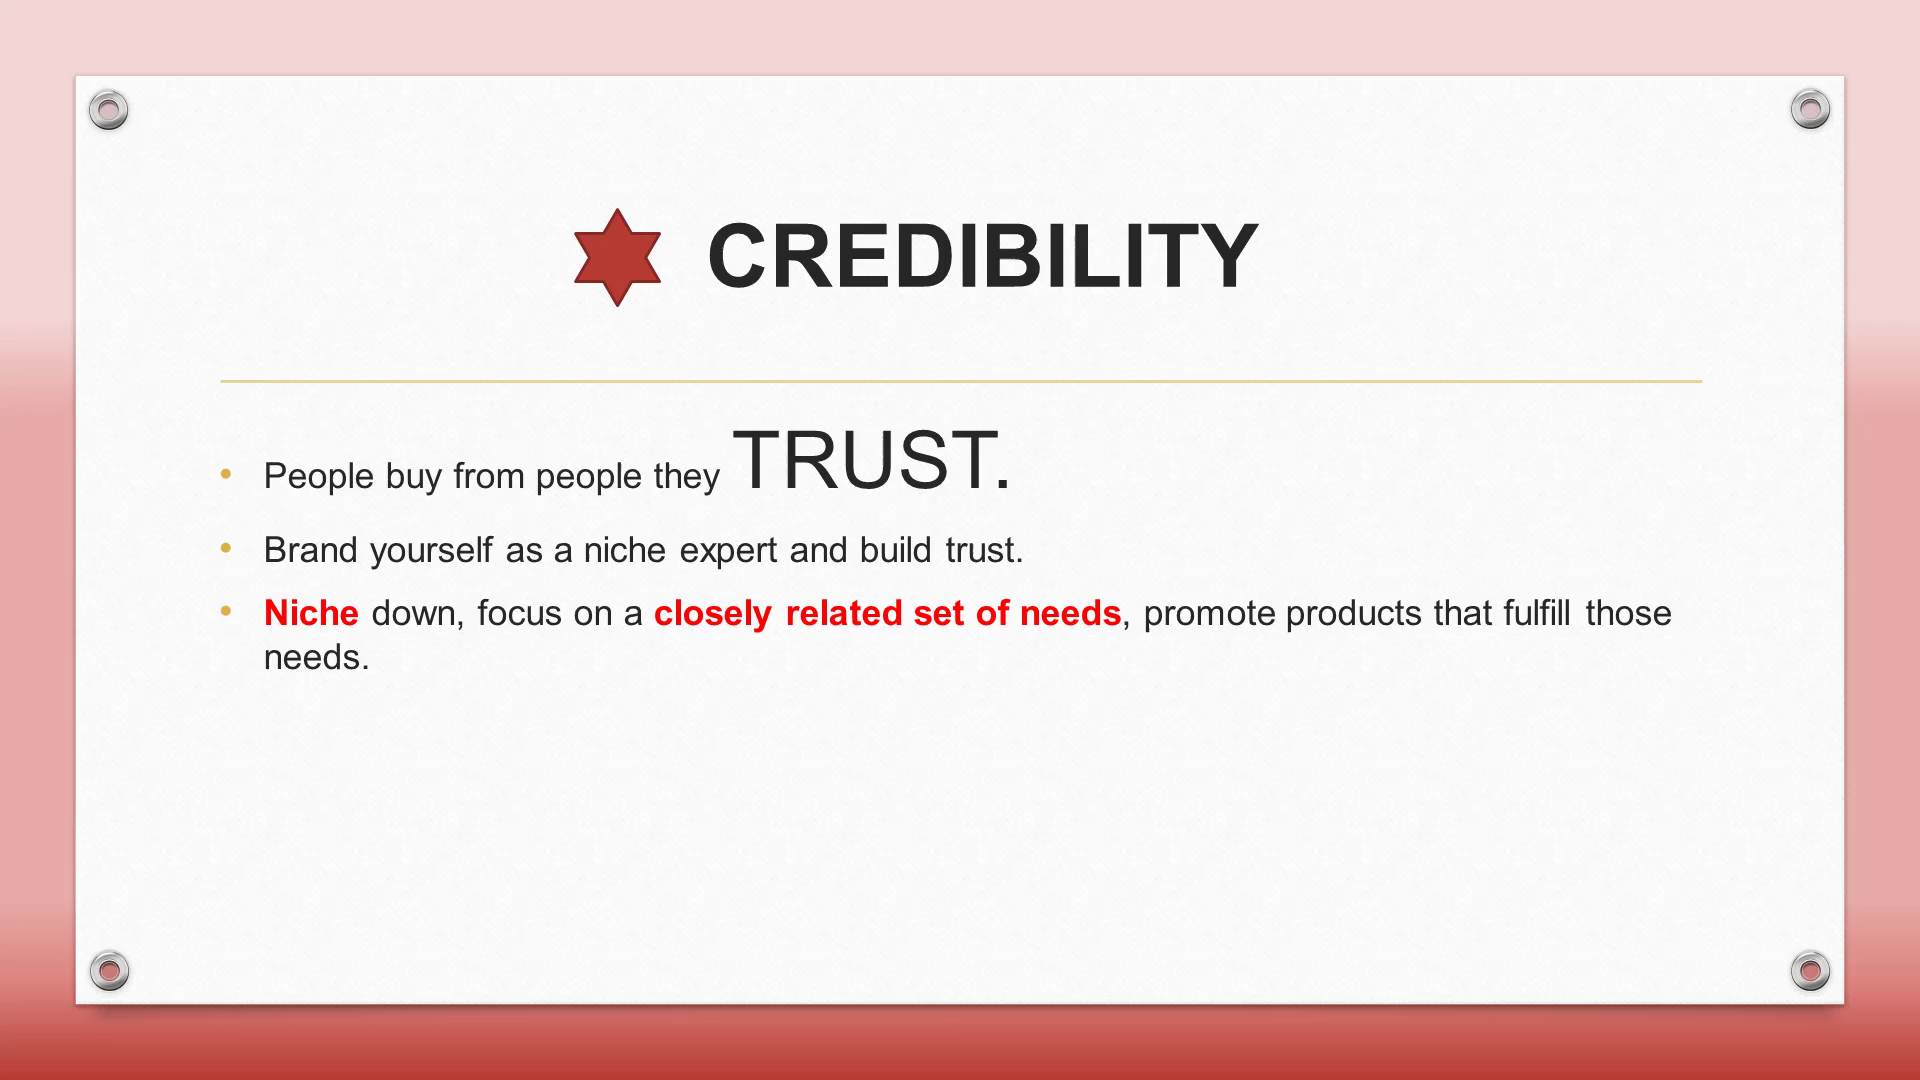 CREDIBILITY
• People buy from people they TRUST.
• Brand yourself as a niche expert and build trust.
• Niche down, focus on a closely related set of needs, promote products that fulfill those
needs.